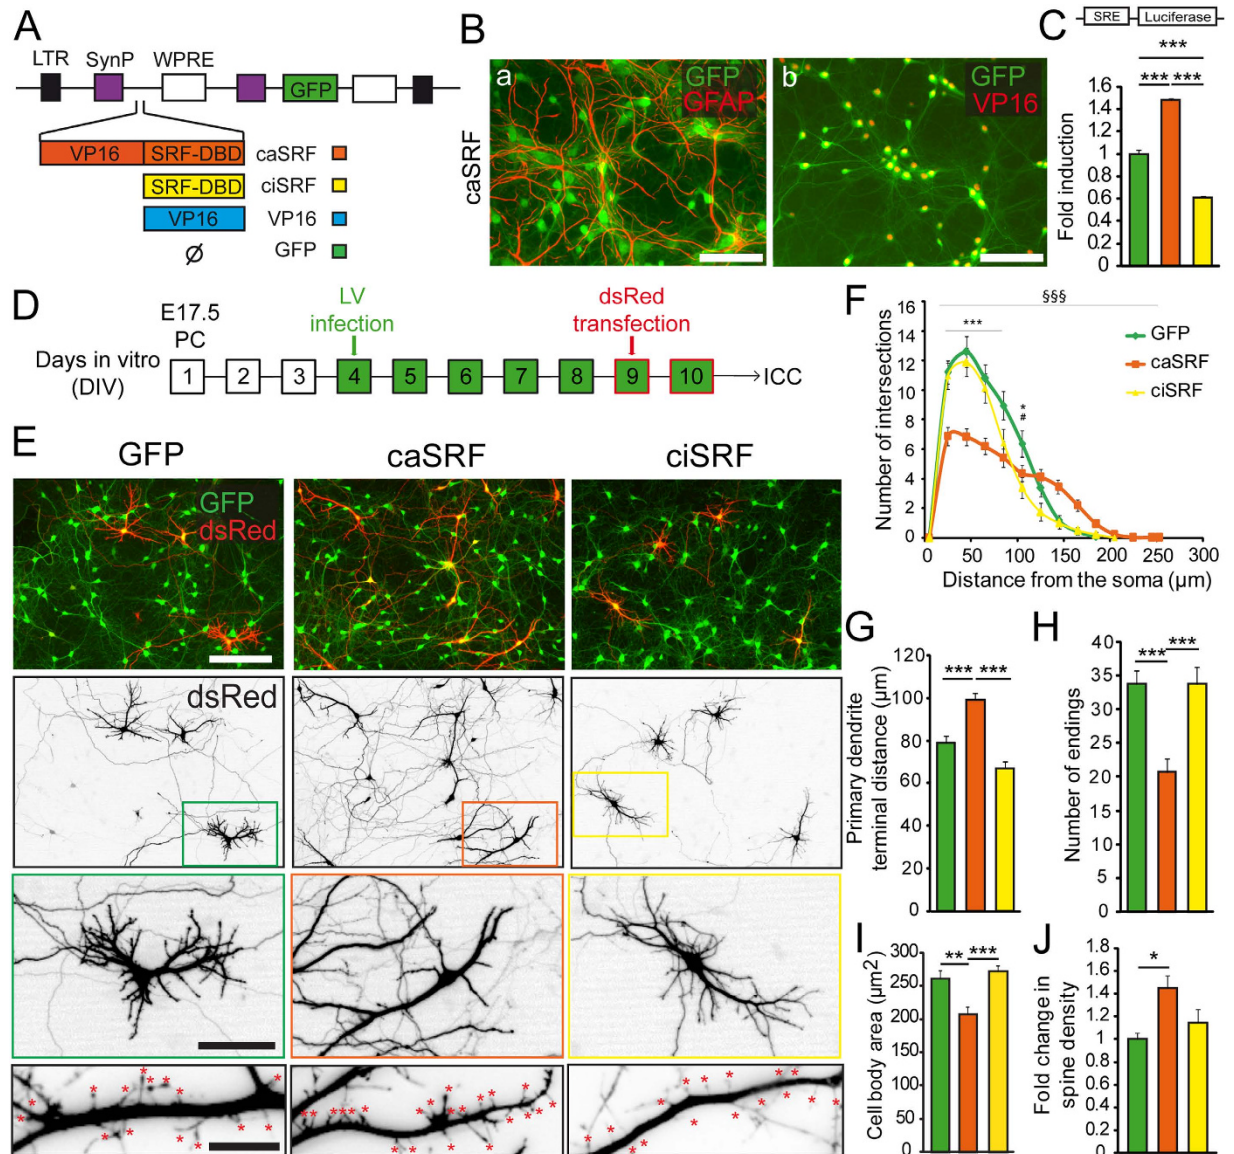 A
LTR
SynP
WPRE
GFP
VP16
SRF-DBD
caSRF
SRF-DBD
ciSRF
VP16
VP16
Ø
GFP
B
caSRF
a
GFP
GFAP
b
GFP
VP16
C
SRE
Luciferase
***
*** ***
Fold induction
1.6
1.4
1.2
1
0.8
0.6
0.4
0.2
0
D
E17.5
PC
LV
infection
dsRed
transfection
Days in vitro
(DIV)
1 2 3 4 5 6 7 8 9 10
ICC
E
GFP
caSRF
ciSRF
GFP
dsRed
dsRed
* * * * * * * * * * *
F
§§§
***
*
#
GFP
caSRF
ciSRF
Number of intersections
16
14
12
10
8
6
4
2
0
0 50 100 150 200 250 300
Distance from the soma (µm)
G
*** ***
Primary dendrite
terminal distance (µm)
120
100
80
60
40
20
0
H
*** ***
Number of endings
40
35
30
25
20
15
10
5
0
I
** ***
Cell body area (µm²)
300
250
200
150
100
50
0
J
*
Fold change in
spine density
1.8
1.6
1.4
1.2
1
0.8
0.6
0.4
0.2
0